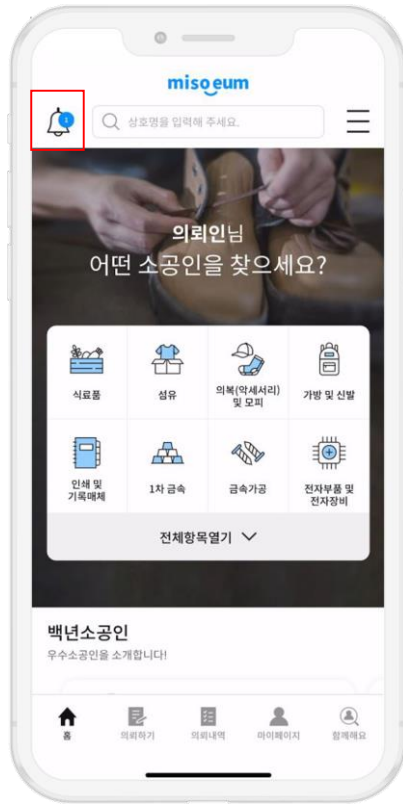 misoeum
1
상호명을 입력해 주세요.
의뢰인님
어떤 소공인을 찾으세요?
식료품
섬유
의복(악세서리)
및 모피
가방 및 신발
인쇄 및
기록매체
1차 금속
금속가공
전자부품 및
전자장비
전체항목열기
백년소공인
우수소공인을 소개합니다!
홈
의뢰하기
의뢰내역
마이페이지
함께해요